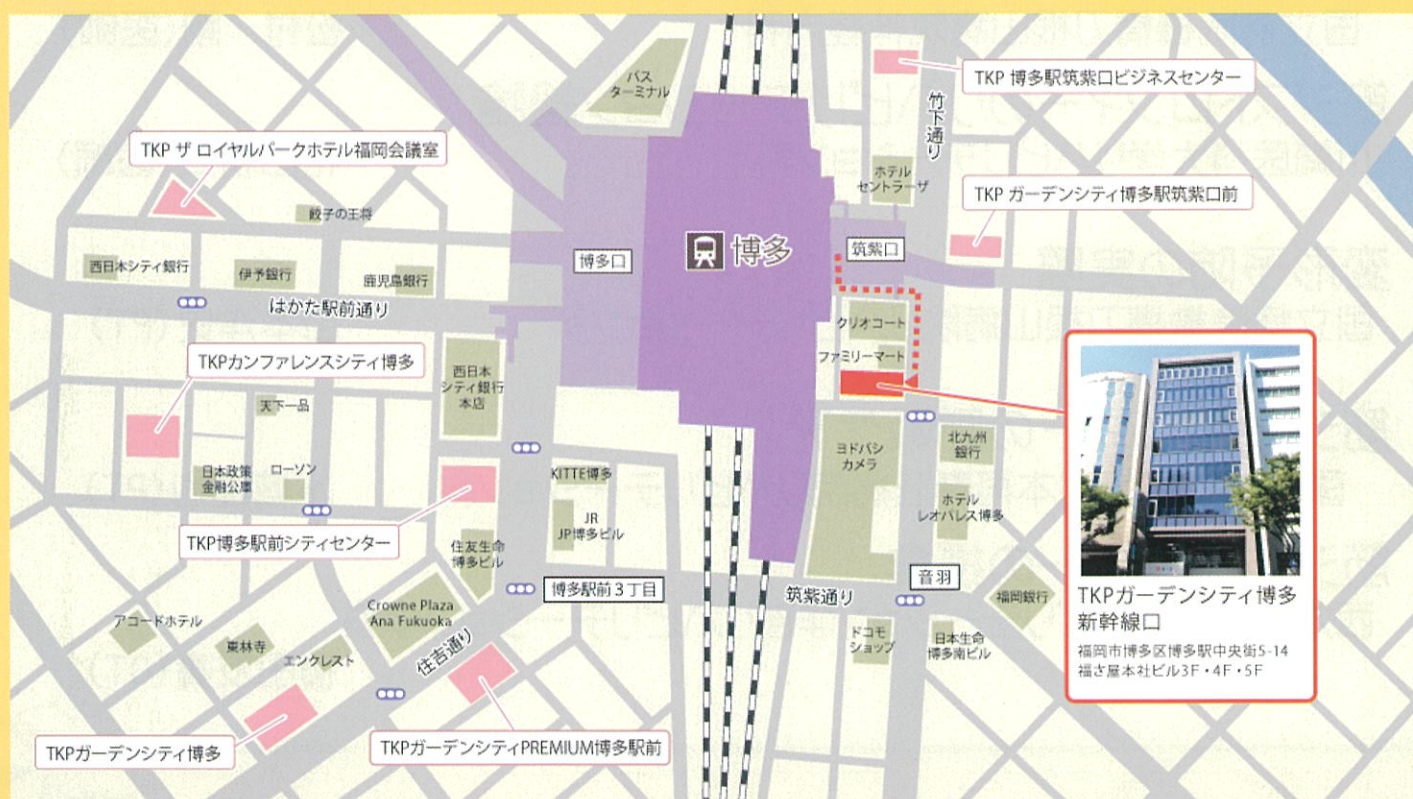 バス
ターミナル
TKP 博多駅筑紫口ビジネスセンター
竹下通り
TKP ザ ロイヤルパークホテル福岡会議室
ホテル
セントラーザ
TKP ガーデンシティ博多駅筑紫口前
餃子の王将
博多
筑紫口
博多口
西日本シティ銀行
伊予銀行
鹿児島銀行
はかた駅前通り
クリオコート
ファミリーマート
TKPカンファレンスシティ博多
西日本
シティ銀行
本店
天下一品
日本政策
金融公庫
ローソン
KITTE博多
JR
JP博多ビル
ヨドバシ
カメラ
北九州
銀行
ホテル
レオパレス博多
TKP博多駅前シティセンター
住友生命
博多ビル
博多駅前3丁目
筑紫通り
音羽
福岡銀行
TKPガーデンシティ博多
新幹線口
福岡市博多区博多駅中央街5-14
福さ屋本社ビル3F・4F・5F
アコードホテル
東林寺
エンクレスト
Crowne Plaza
Ana Fukuoka
住吉通り
ドコモ
ショップ
日本生命
博多南ビル
TKPガーデンシティ博多
TKPガーデンシティPREMIUM博多駅前